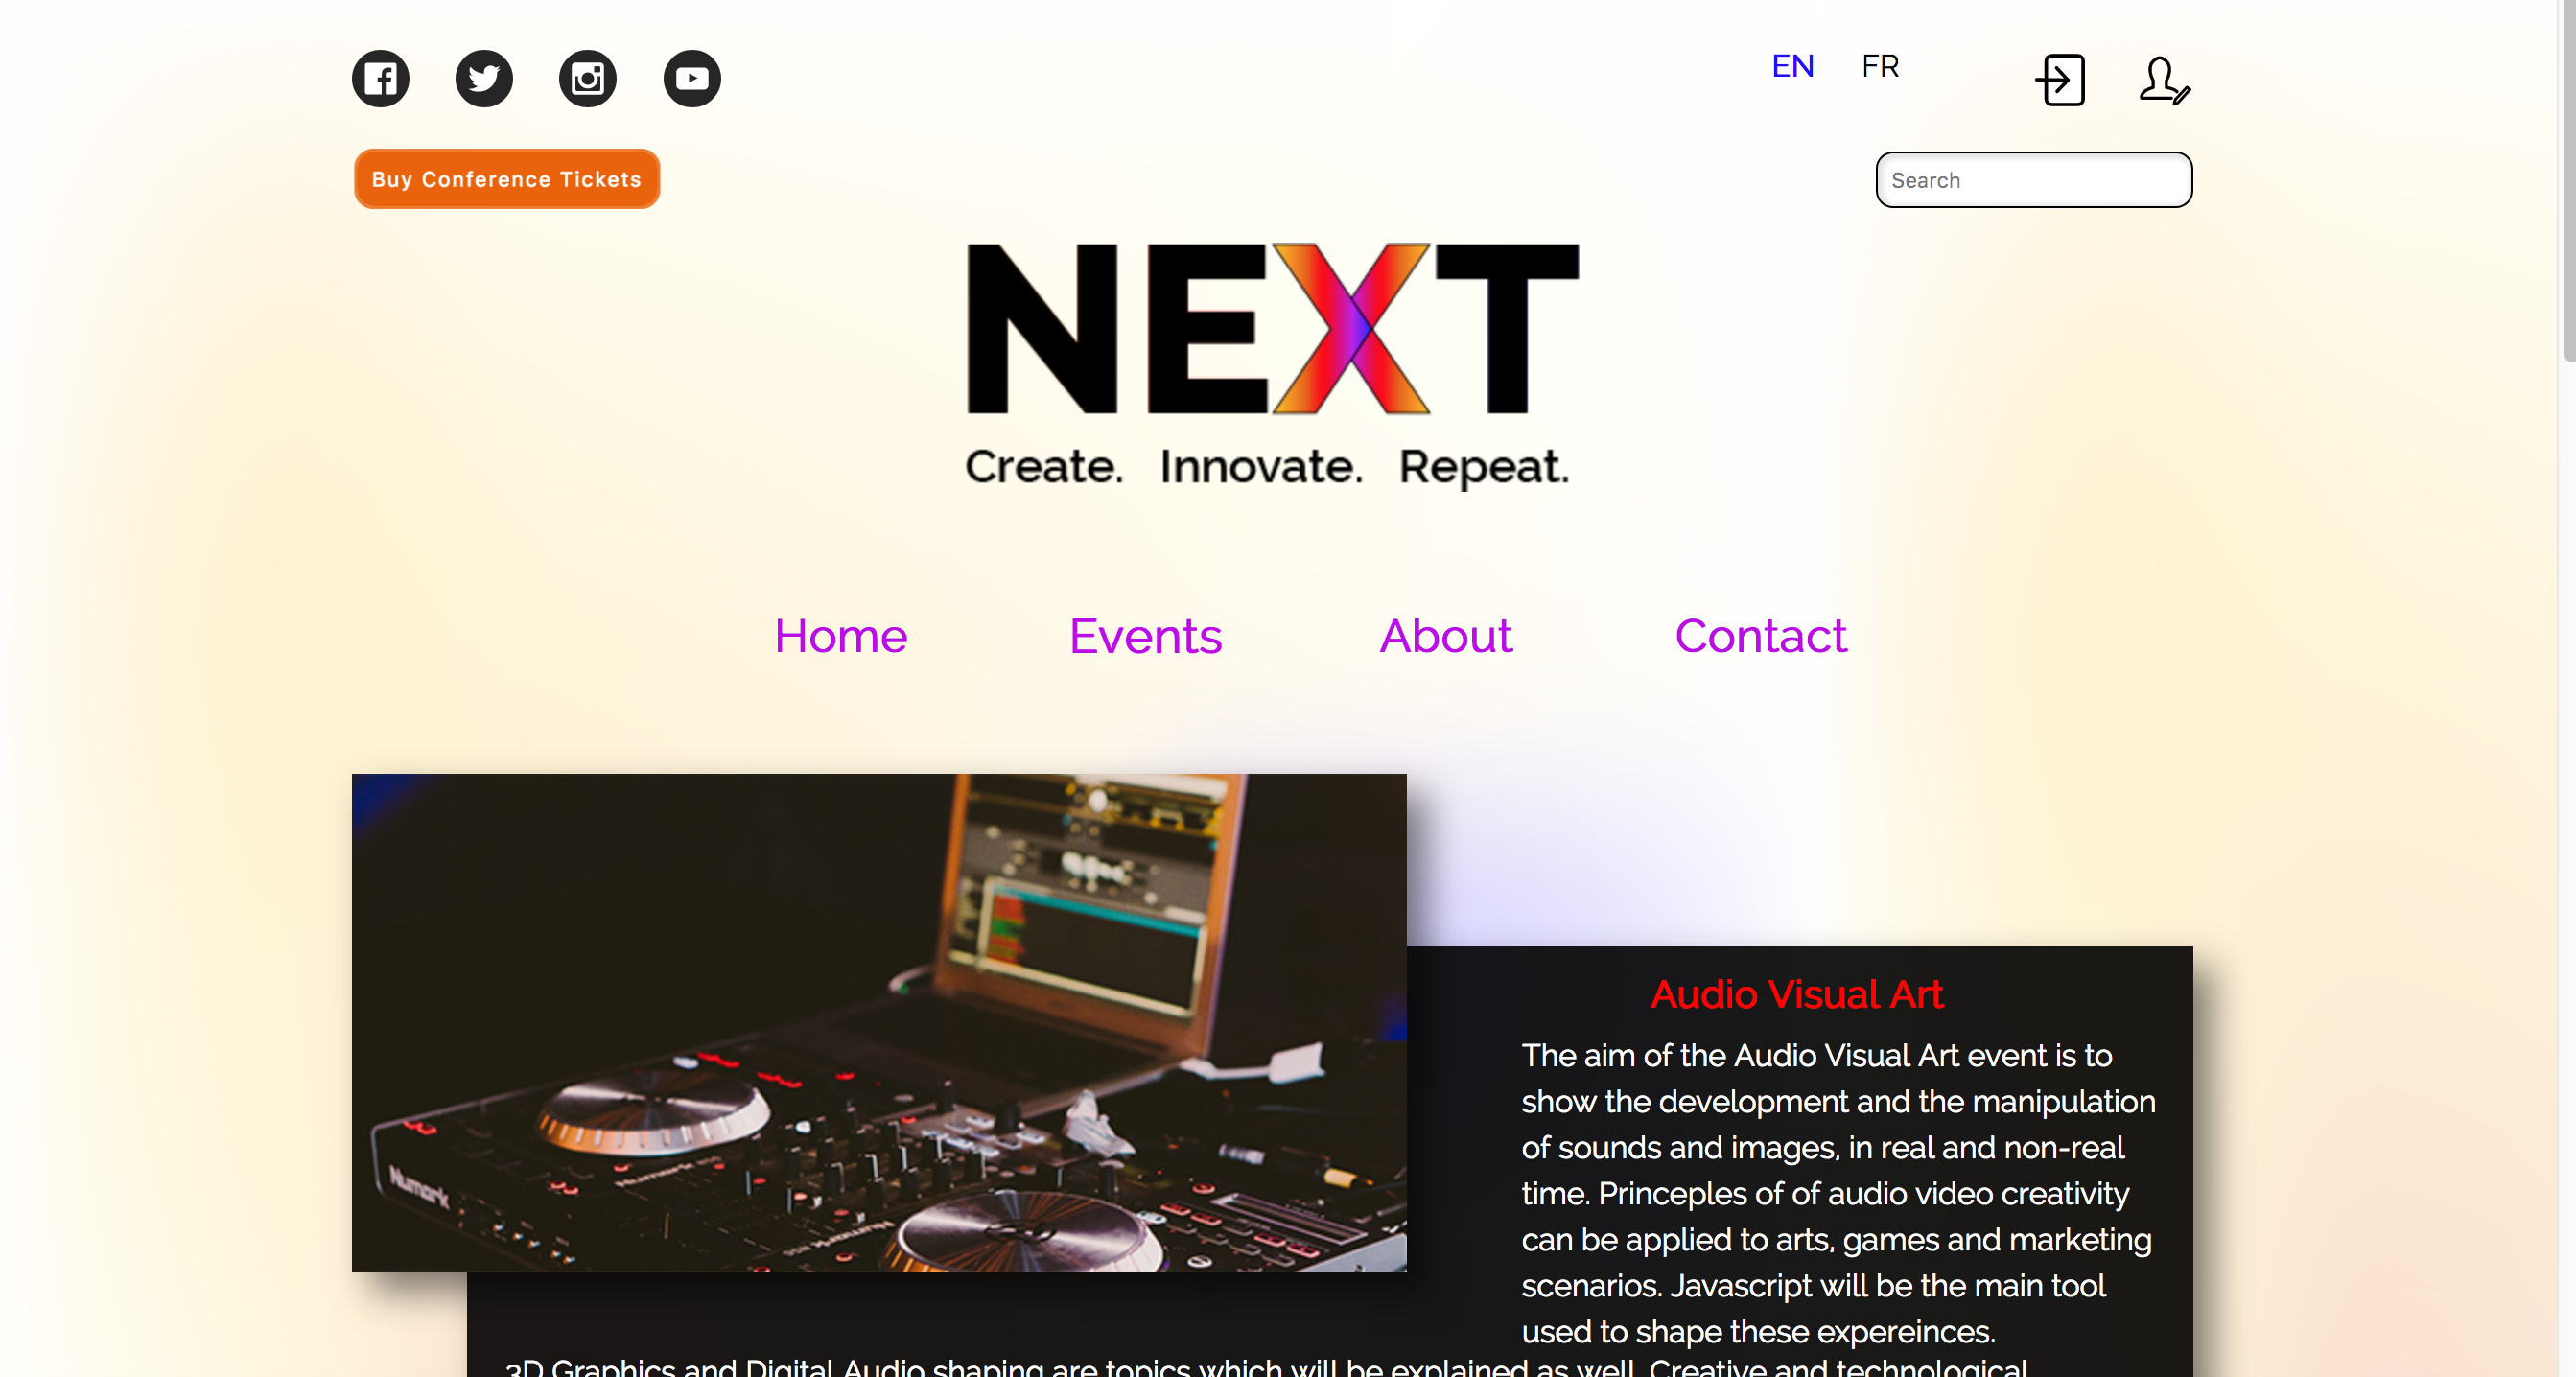 EN FR
Buy Conference Tickets
Search
NEXT
Create. Innovate. Repeat.
Home Events About Contact
Audio Visual Art
The aim of the Audio Visual Art event is to
show the development and the manipulation
of sounds and images, in real and non-real
time. Princeples of of audio video creativity
can be applied to arts, games and marketing
scenarios. Javascript will be the main tool
used to shape these expereinces.
3D Graphics and Digital Audio shaping are topics which will be explained as well. Creative and technological
Numark